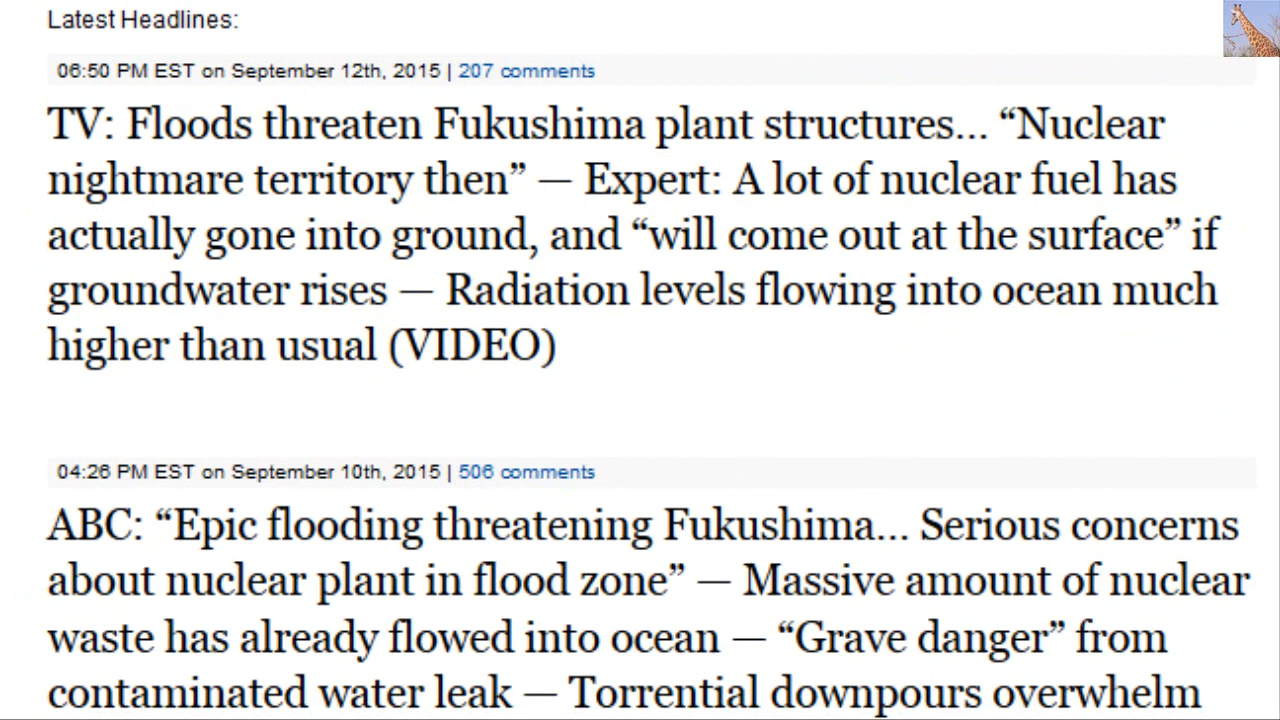 Latest Headlines:
06:50 PM EST on September 12th, 2015 | 207 comments
TV: Floods threaten Fukushima plant structures… “Nuclear
nightmare territory then” — Expert: A lot of nuclear fuel has
actually gone into ground, and “will come out at the surface” if
groundwater rises — Radiation levels flowing into ocean much
higher than usual (VIDEO)
04:26 PM EST on September 10th, 2015 | 506 comments
ABC: “Epic flooding threatening Fukushima… Serious concerns
about nuclear plant in flood zone” — Massive amount of nuclear
waste has already flowed into ocean — “Grave danger” from
contaminated water leak — Torrential downpours overwhelm